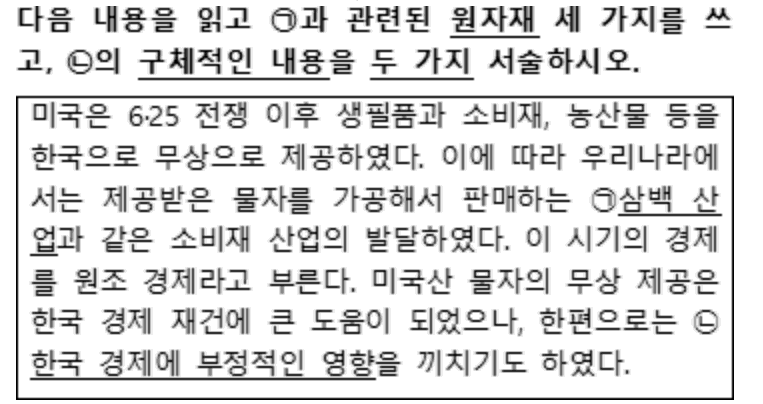 다음 내용을 읽고 ㉠과 관련된 원자재 세 가지를 쓰
고, ㉡의 구체적인 내용을 두 가지 서술하시오.
미국은 6·25 전쟁 이후 생필품과 소비재, 농산물 등을
한국으로 무상으로 제공하였다. 이에 따라 우리나라에
서는 제공받은 물자를 가공해서 판매하는 ㉠삼백 산
업과 같은 소비재 산업의 발달하였다. 이 시기의 경제
를 원조 경제라고 부른다. 미국산 물자의 무상 제공은
한국 경제 재건에 큰 도움이 되었으나, 한편으로는 ㉡
한국 경제에 부정적인 영향을 끼치기도 하였다.